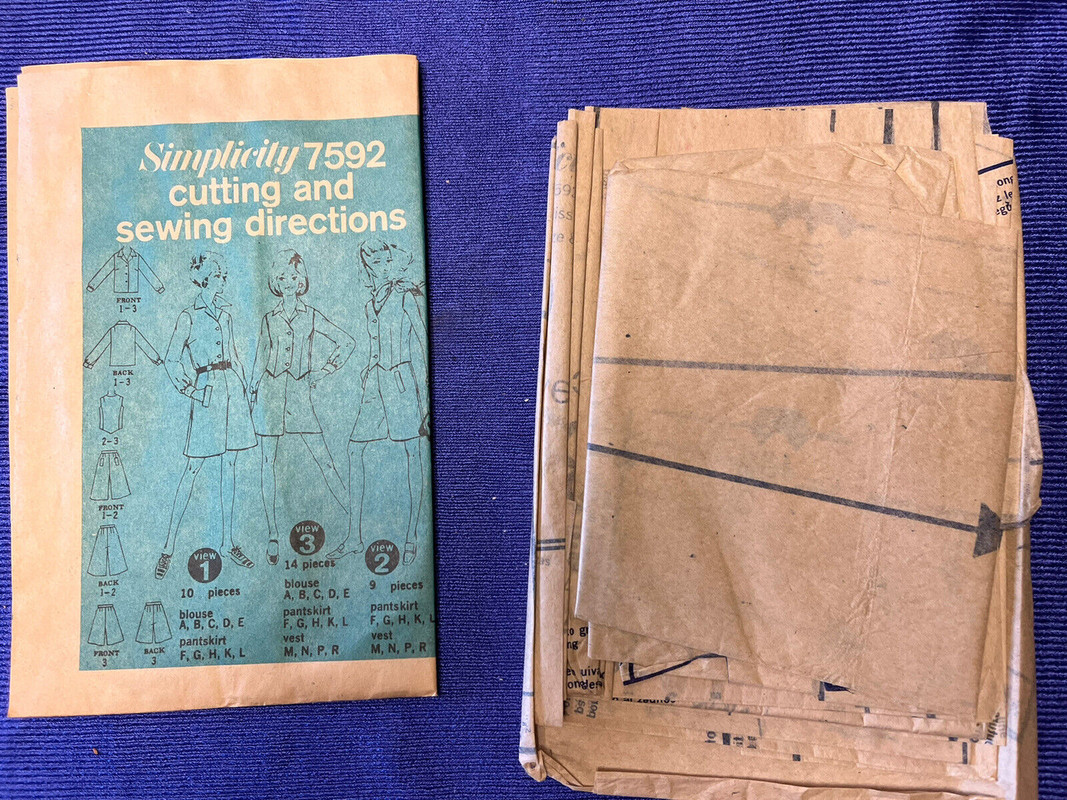 Simplicity 7592
cutting and
sewing directions
FRONT
1-3
BACK
1-3
2-3
FRONT
1-2
BACK
1-2
FRONT
3
BACK
3
view
1
10 pieces
blouse
A, B, C, D, E
pantskirt
F, G, H, K, L
view
3
14 pieces
blouse
A, B, C, D, E
pantskirt
F, G, H, K, L
vest
M, N, P, R
view
2
9 pieces
pantskirt
F, G, H, K, L
vest
M, N, P, R